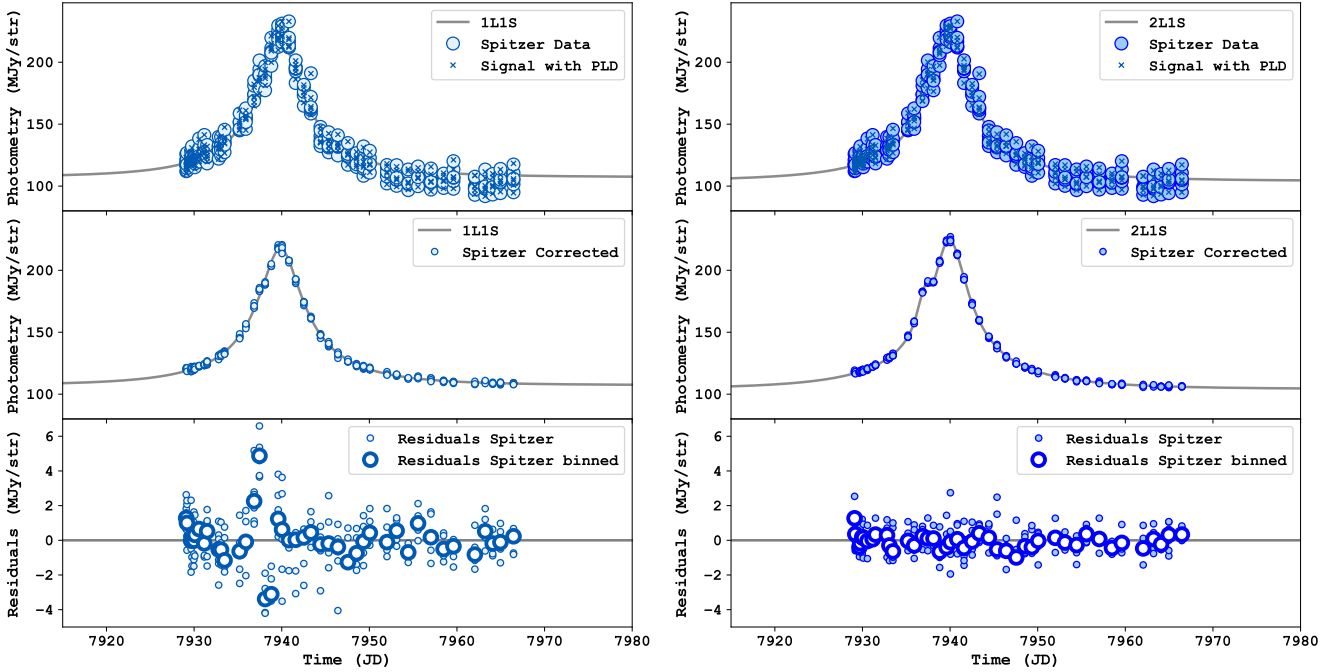 1L1S
Spitzer Data
Signal with PLD
Photometry (MJy/str)
200
150
100
2L1S
Spitzer Data
Signal with PLD
Photometry (MJy/str)
200
150
100
1L1S
Spitzer Corrected
Photometry (MJy/str)
200
150
100
2L1S
Spitzer Corrected
Photometry (MJy/str)
200
150
100
Residuals Spitzer
Residuals Spitzer binned
Residuals (MJy/str)
6
4
2
0
−2
−4
7920 7930 7940 7950 7960 7970 7980
Time (JD)
Residuals Spitzer
Residuals Spitzer binned
Residuals (MJy/str)
6
4
2
0
−2
−4
7920 7930 7940 7950 7960 7970 7980
Time (JD)